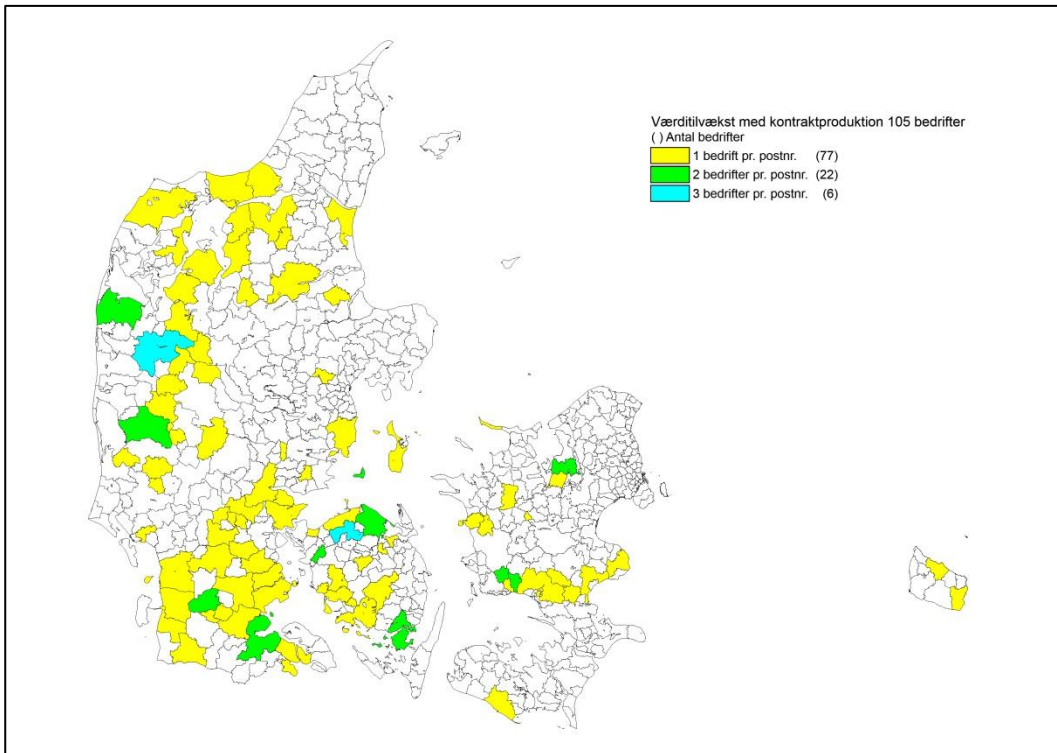 Værditilvækst med kontraktproduktion 105 bedrifter
( ) Antal bedrifter
1 bedrift pr. postnr. (77)
2 bedrifter pr. postnr. (22)
3 bedrifter pr. postnr. (6)